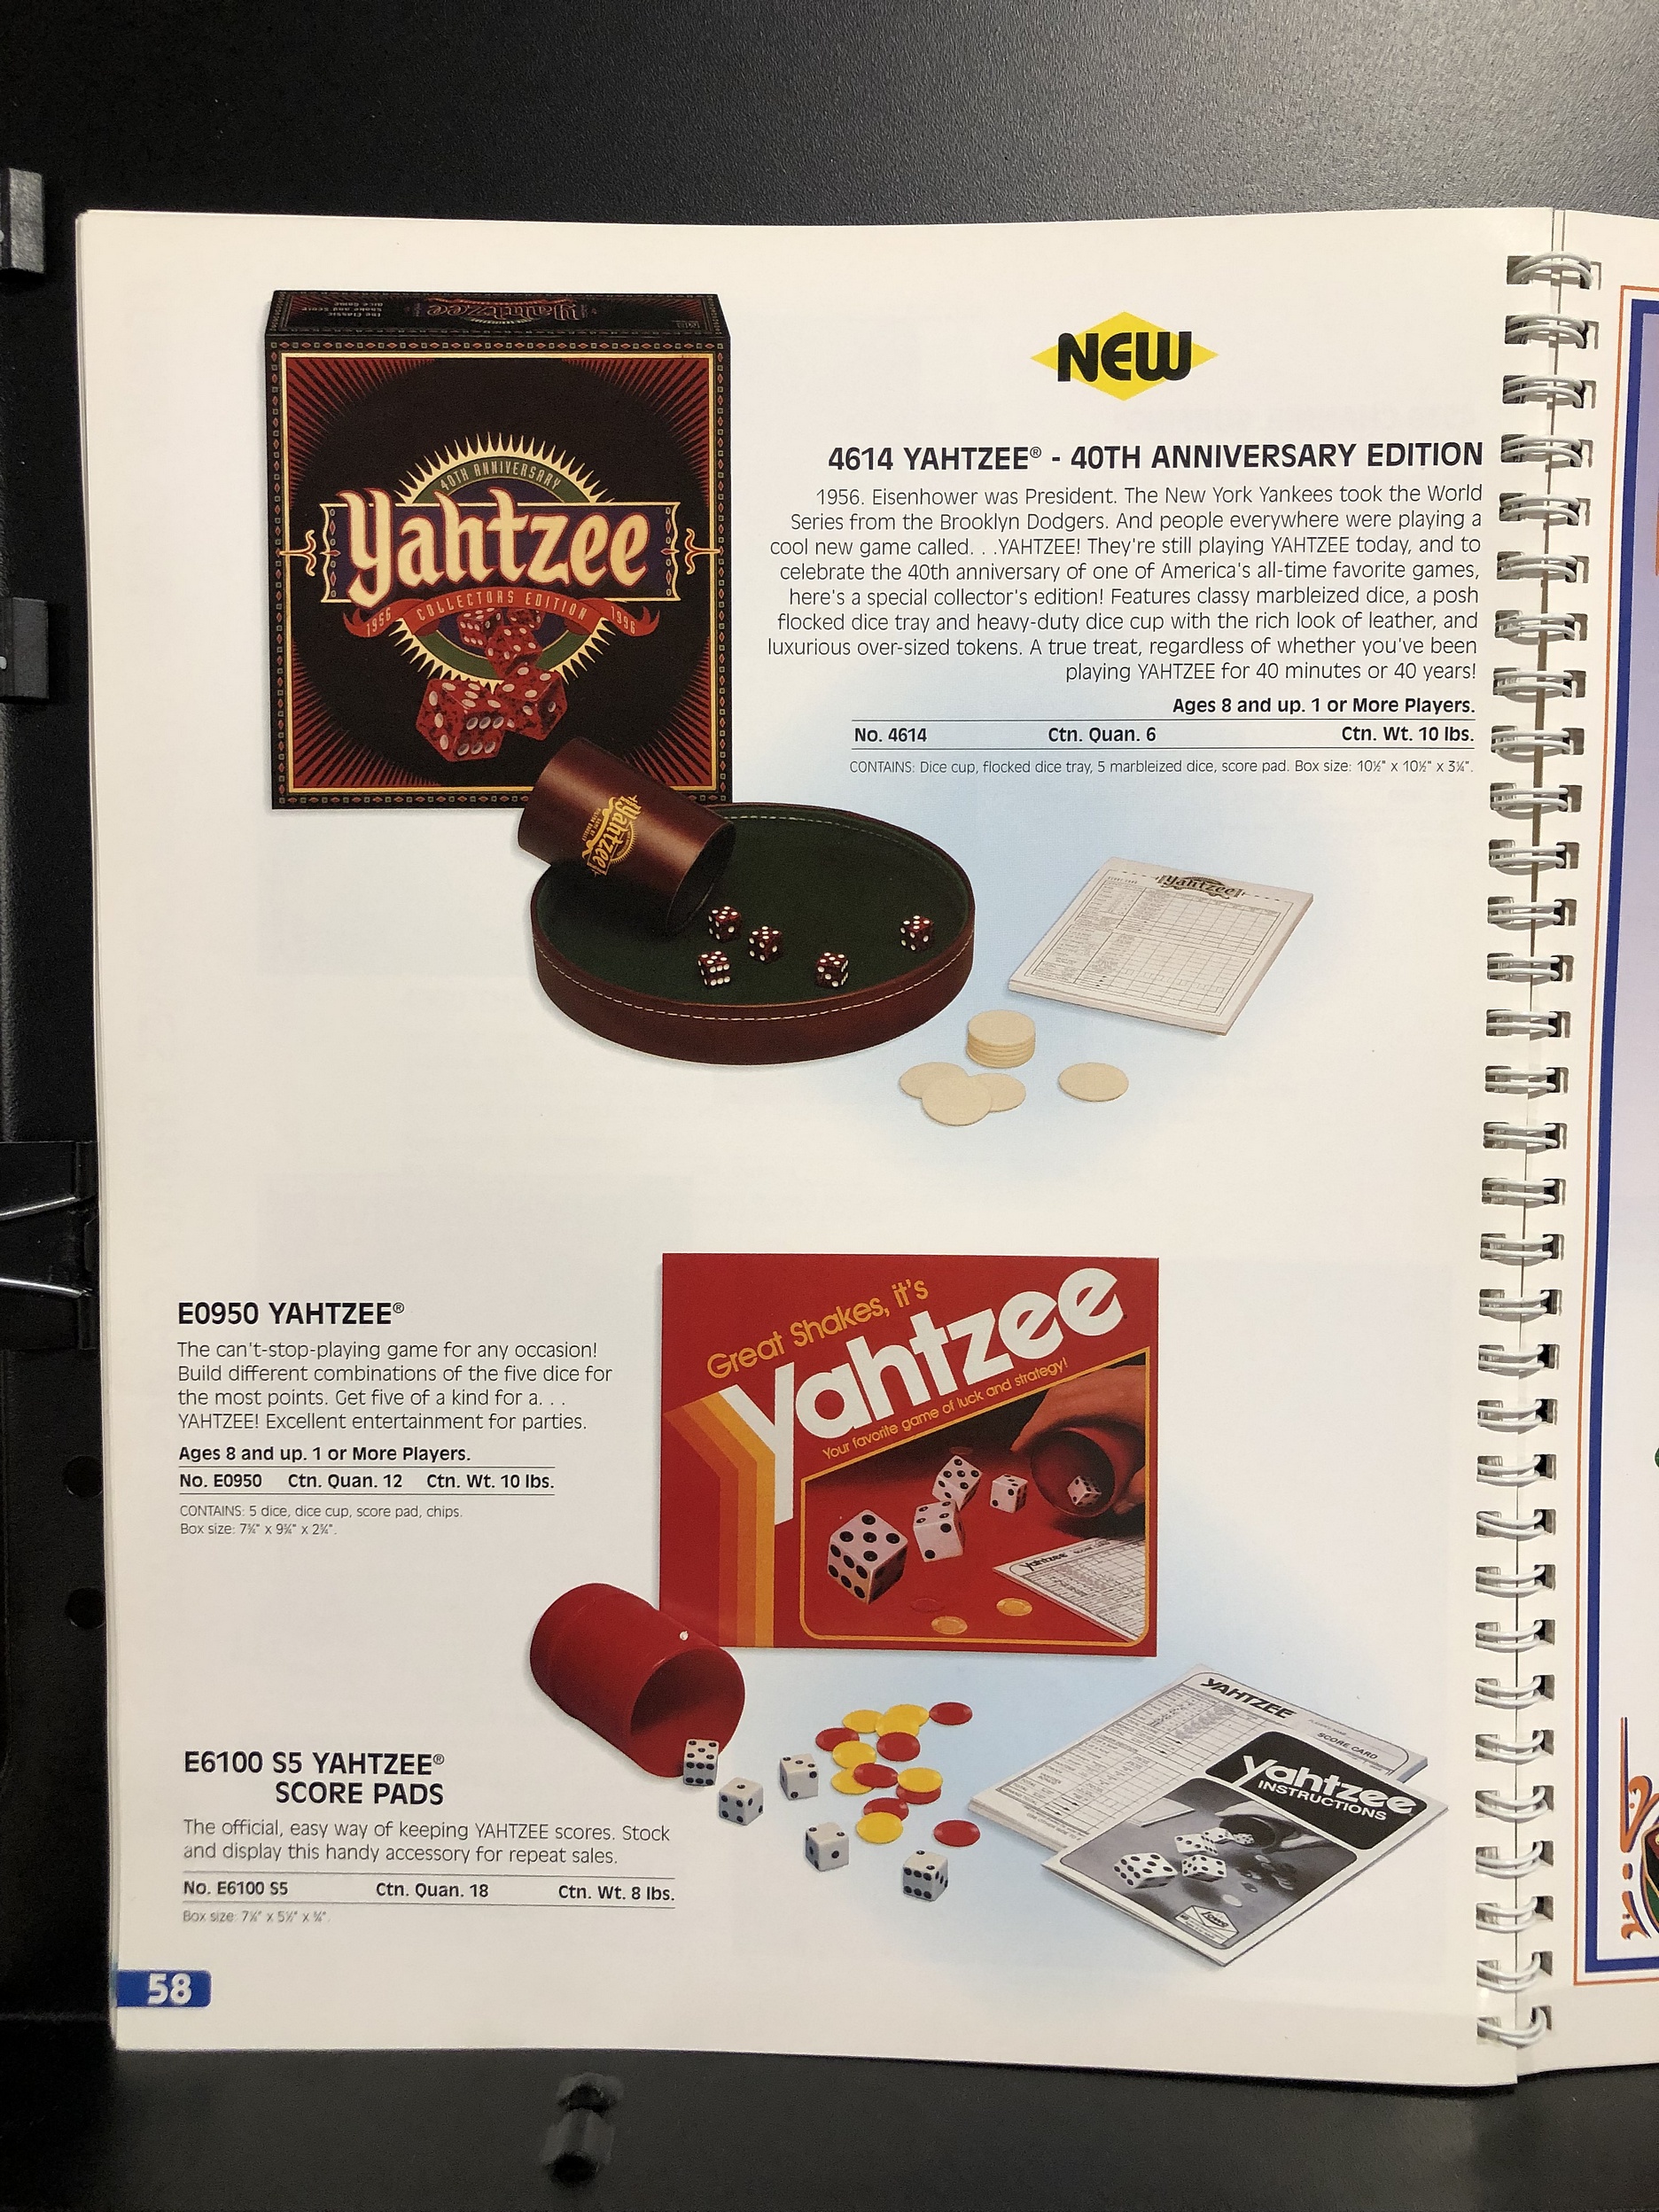 The Classic
Shake and Score
Dice Game
Yahtzee
40TH ANNIVERSARY
Yahtzee
1956 COLLECTORS EDITION 1996
NEW
4614 YAHTZEE® - 40TH ANNIVERSARY EDITION
1956. Eisenhower was President. The New York Yankees took the World
Series from the Brooklyn Dodgers. And people everywhere were playing a
cool new game called. . .YAHTZEE! They're still playing YAHTZEE today, and to
celebrate the 40th anniversary of one of America's all-time favorite games,
here's a special collector's edition! Features classy marbleized dice, a posh
flocked dice tray and heavy-duty dice cup with the rich look of leather, and
luxurious over-sized tokens. A true treat, regardless of whether you've been
playing YAHTZEE for 40 minutes or 40 years!
Ages 8 and up. 1 or More Players.
No. 4614 Ctn. Quan. 6 Ctn. Wt. 10 lbs.
CONTAINS: Dice cup, flocked dice tray, 5 marbleized dice, score pad. Box size: 10½" x 10½" x 3¼".
Yahtzee
Yahtzee
E0950 YAHTZEE®
The can't-stop-playing game for any occasion!
Build different combinations of the five dice for
the most points. Get five of a kind for a. . .
YAHTZEE! Excellent entertainment for parties.
Ages 8 and up. 1 or More Players.
No. E0950 Ctn. Quan. 12 Ctn. Wt. 10 lbs.
CONTAINS: 5 dice, dice cup, score pad, chips.
Box size:
Great Shakes, it's
Yahtzee
Your favorite game of luck and strategy!
Yahtzee
E6100 S5 YAHTZEE®
SCORE PADS
The official, easy way of keeping YAHTZEE scores. Stock
and display this handy accessory for repeat sales.
No. E6100 S5 Ctn. Quan. 18 Ctn. Wt. 8 lbs.
Box size:
YAHTZEE
SCORE CARD
Yahtzee
INSTRUCTIONS
Lowe
58